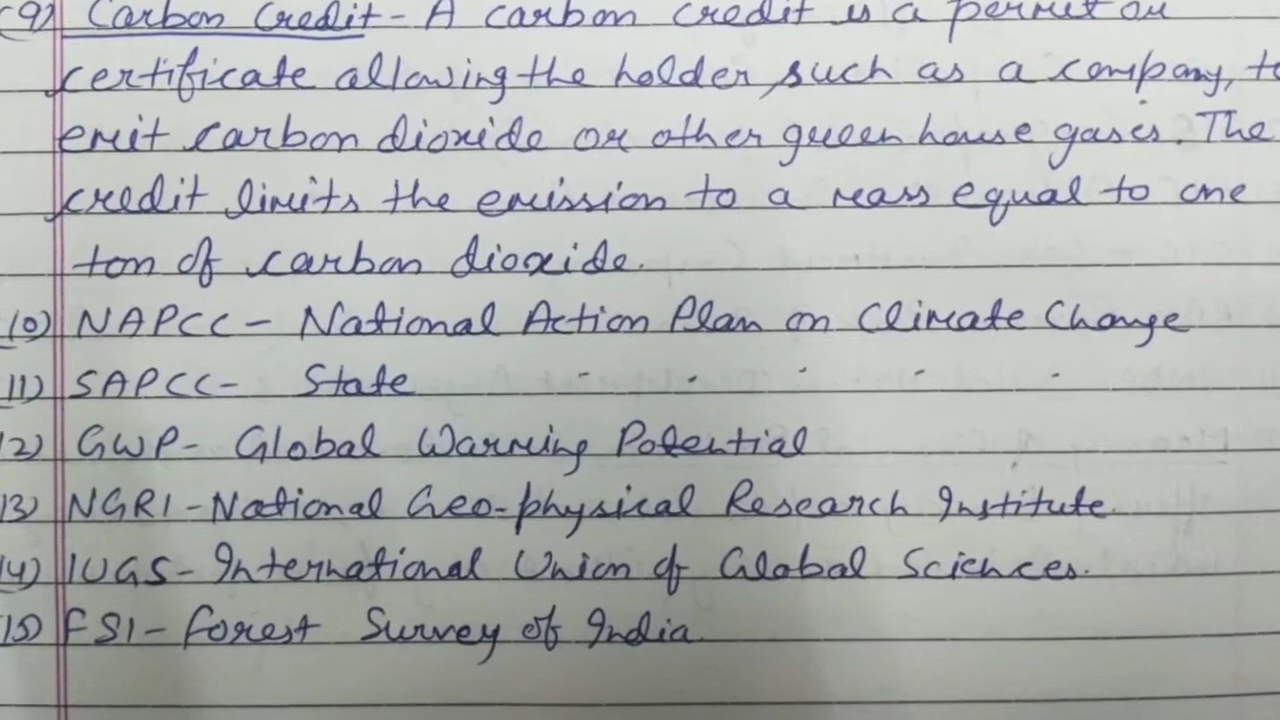 (9) Carbon Credit - A carbon credit is a permit or
certificate allowing the holder, such as a company, to
emit carbon dioxide or other green house gases. The
credit limits the emission to a mass equal to one
ton of carbon dioxide.
10) NAPCC - National Action Plan on Climate Change
11) SAPCC - State - . . . .
12) GWP - Global Warming Potential
13) NGRI - National Geo-physical Research Institute.
14) IUGS - International Union of Global Sciences.
15) FSI - Forest Survey of India.